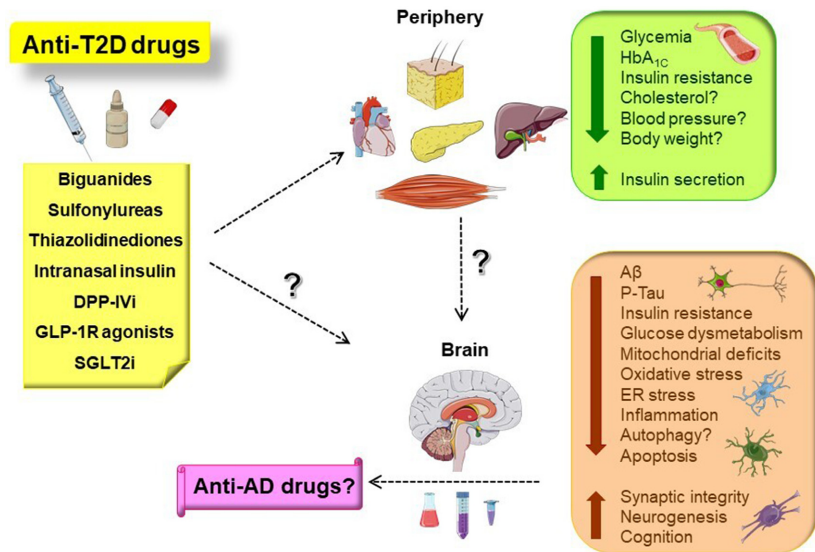 Anti-T2D drugs
Biguanides
Sulfonylureas
Thiazolidinediones
Intranasal insulin
DPP-IVi
GLP-1R agonists
SGLT2i
?
Periphery
?
Brain
Glycemia
HbA1C
Insulin resistance
Cholesterol?
Blood pressure?
Body weight?
Insulin secretion
Aβ
P-Tau
Insulin resistance
Glucose dysmetabolism
Mitochondrial deficits
Oxidative stress
ER stress
Inflammation
Autophagy?
Apoptosis
Synaptic integrity
Neurogenesis
Cognition
Anti-AD drugs?